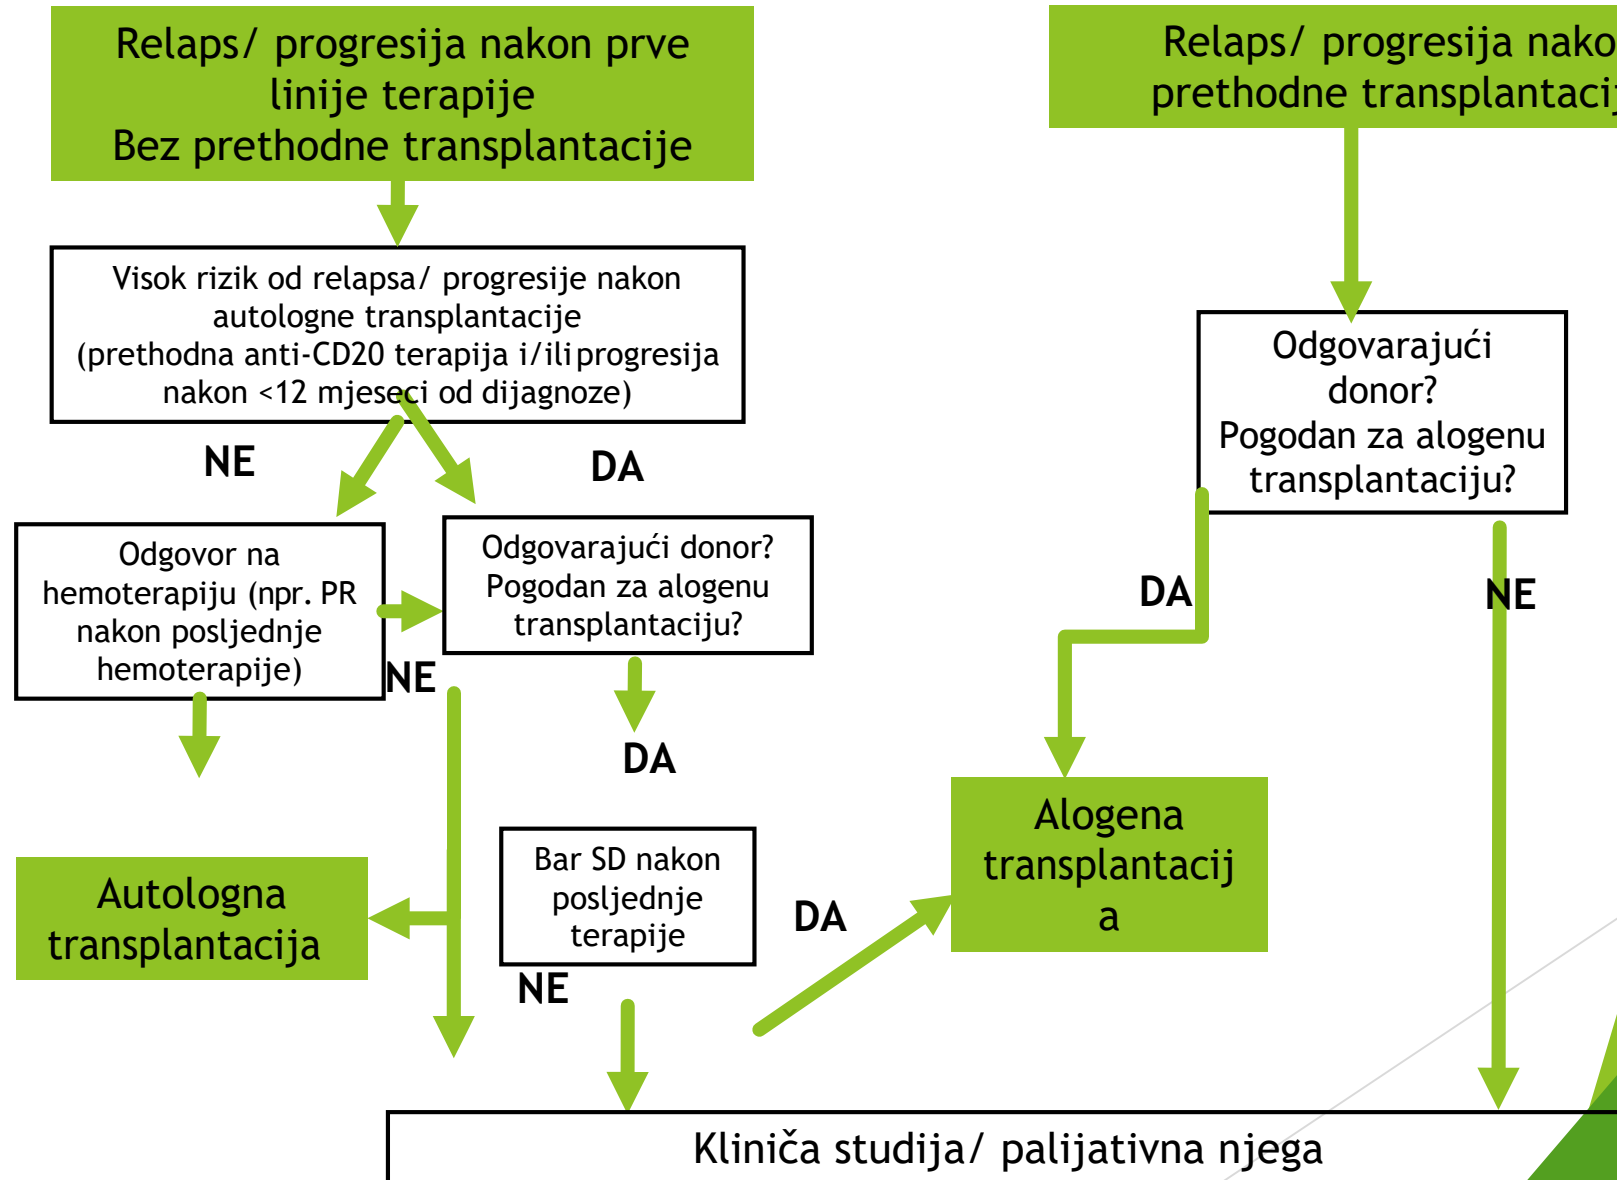 Relaps/ progresija nakon prve
linije terapije
Bez prethodne transplantacije
Relaps/ progresija nako
prethodne transplantacij
Visok rizik od relapsa/ progresije nakon
autologne transplantacije
(prethodna anti-CD20 terapija i/ili progresija
nakon <12 mjeseci od dijagnoze)
Odgovarajući
donor?
Pogodan za alogenu
transplantaciju?
NE
DA
Odgovor na
hemoterapiju (npr. PR
nakon posljednje
hemoterapije)
Odgovarajući donor?
Pogodan za alogenu
transplantaciju?
DA
NE
NE
DA
Autologna
transplantacija
Bar SD nakon
posljednje
terapije
DA
Alogena
transplantacij
a
NE
Kliniča studija/ palijativna njega